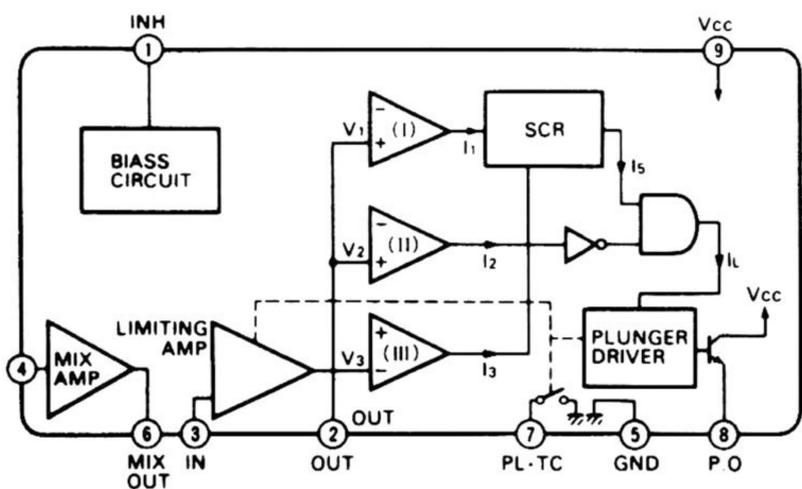 INH
1
Vcc
9
BIASS
CIRCUIT
V1
−
+
(I)
I1
SCR
I5
V2
−
+
(II)
I2
IL
LIMITING
AMP
V3
+
−
(III)
I3
PLUNGER
DRIVER
Vcc
4
MIX
AMP
OUT
6
3
2
7
5
8
MIX
OUT
IN
OUT
PL·TC
GND
P.O